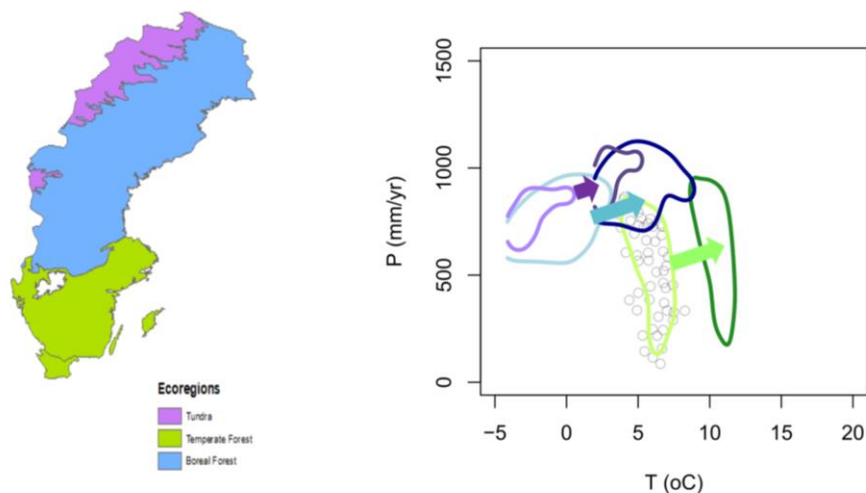 Ecoregions
Tundra
Temperate Forest
Boreal Forest
P (mm/yr)
1500
1000
500
0
−5 0 5 10 15 20
T (oC)